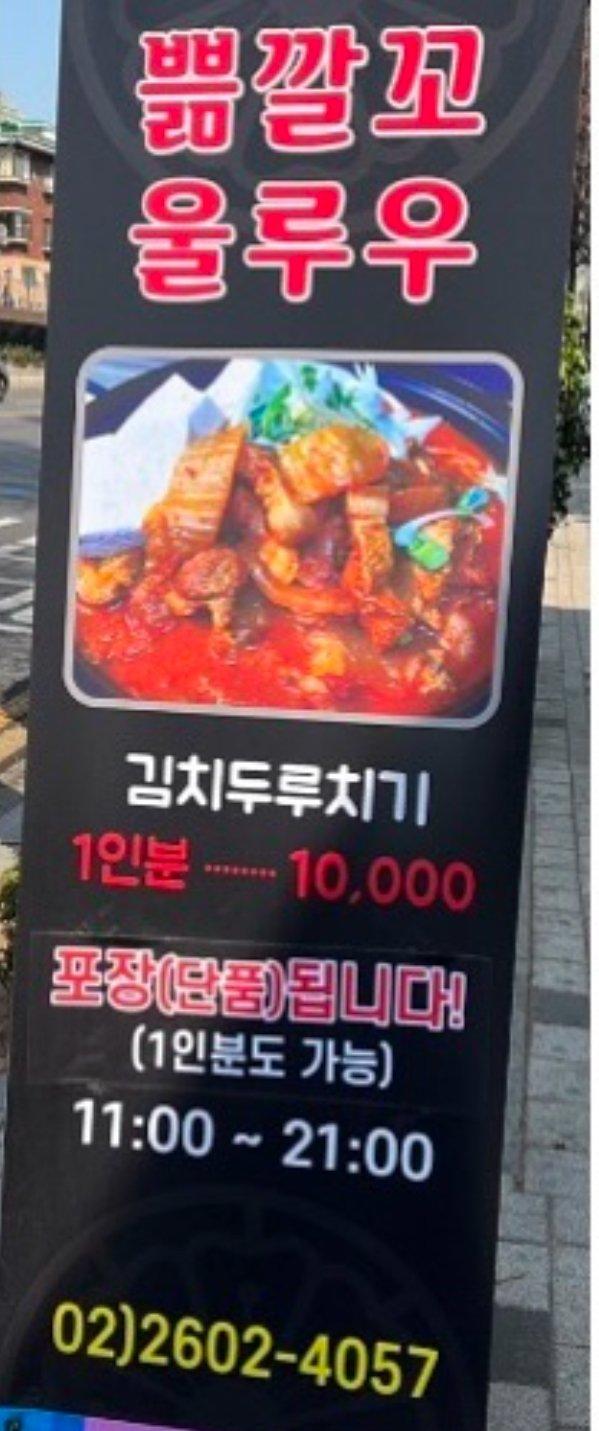 쁢깔꼬
울루우
김치두루치기
1인분 ········ 10,000
포장(단품)됩니다!
(1인분도 가능)
11:00 ~ 21:00
02)2602-4057